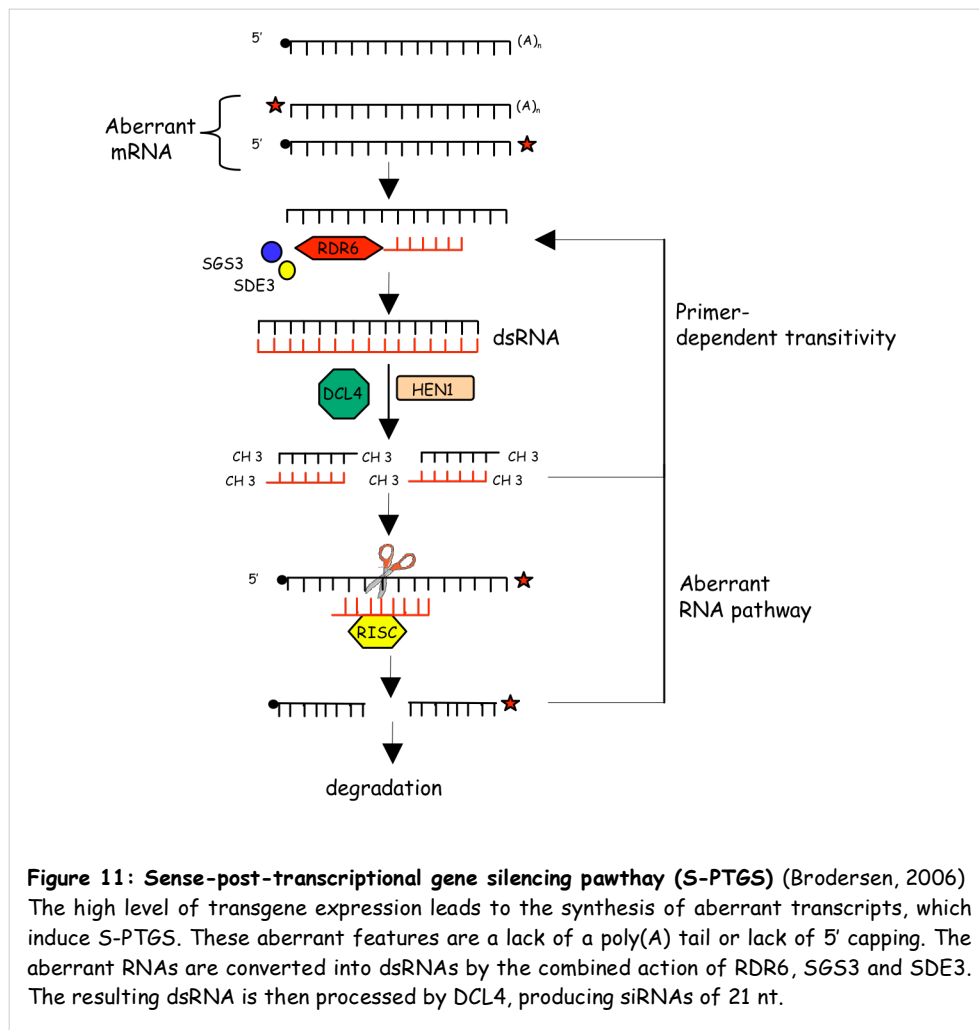 5' (A)n
(A)n
Aberrant
mRNA
5'
RDR6
SGS3
SDE3
Primer-
dependent transitivity
dsRNA
DCL4 HEN1
CH 3 CH 3 CH 3
CH 3 CH 3 CH 3
5'
Aberrant
RNA pathway
RISC
degradation
Figure 11: Sense-post-transcriptional gene silencing pawthay (S-PTGS) (Brodersen, 2006)
The high level of transgene expression leads to the synthesis of aberrant transcripts, which
induce S-PTGS. These aberrant features are a lack of a poly(A) tail or lack of 5' capping. The
aberrant RNAs are converted into dsRNAs by the combined action of RDR6, SGS3 and SDE3.
The resulting dsRNA is then processed by DCL4, producing siRNAs of 21 nt.